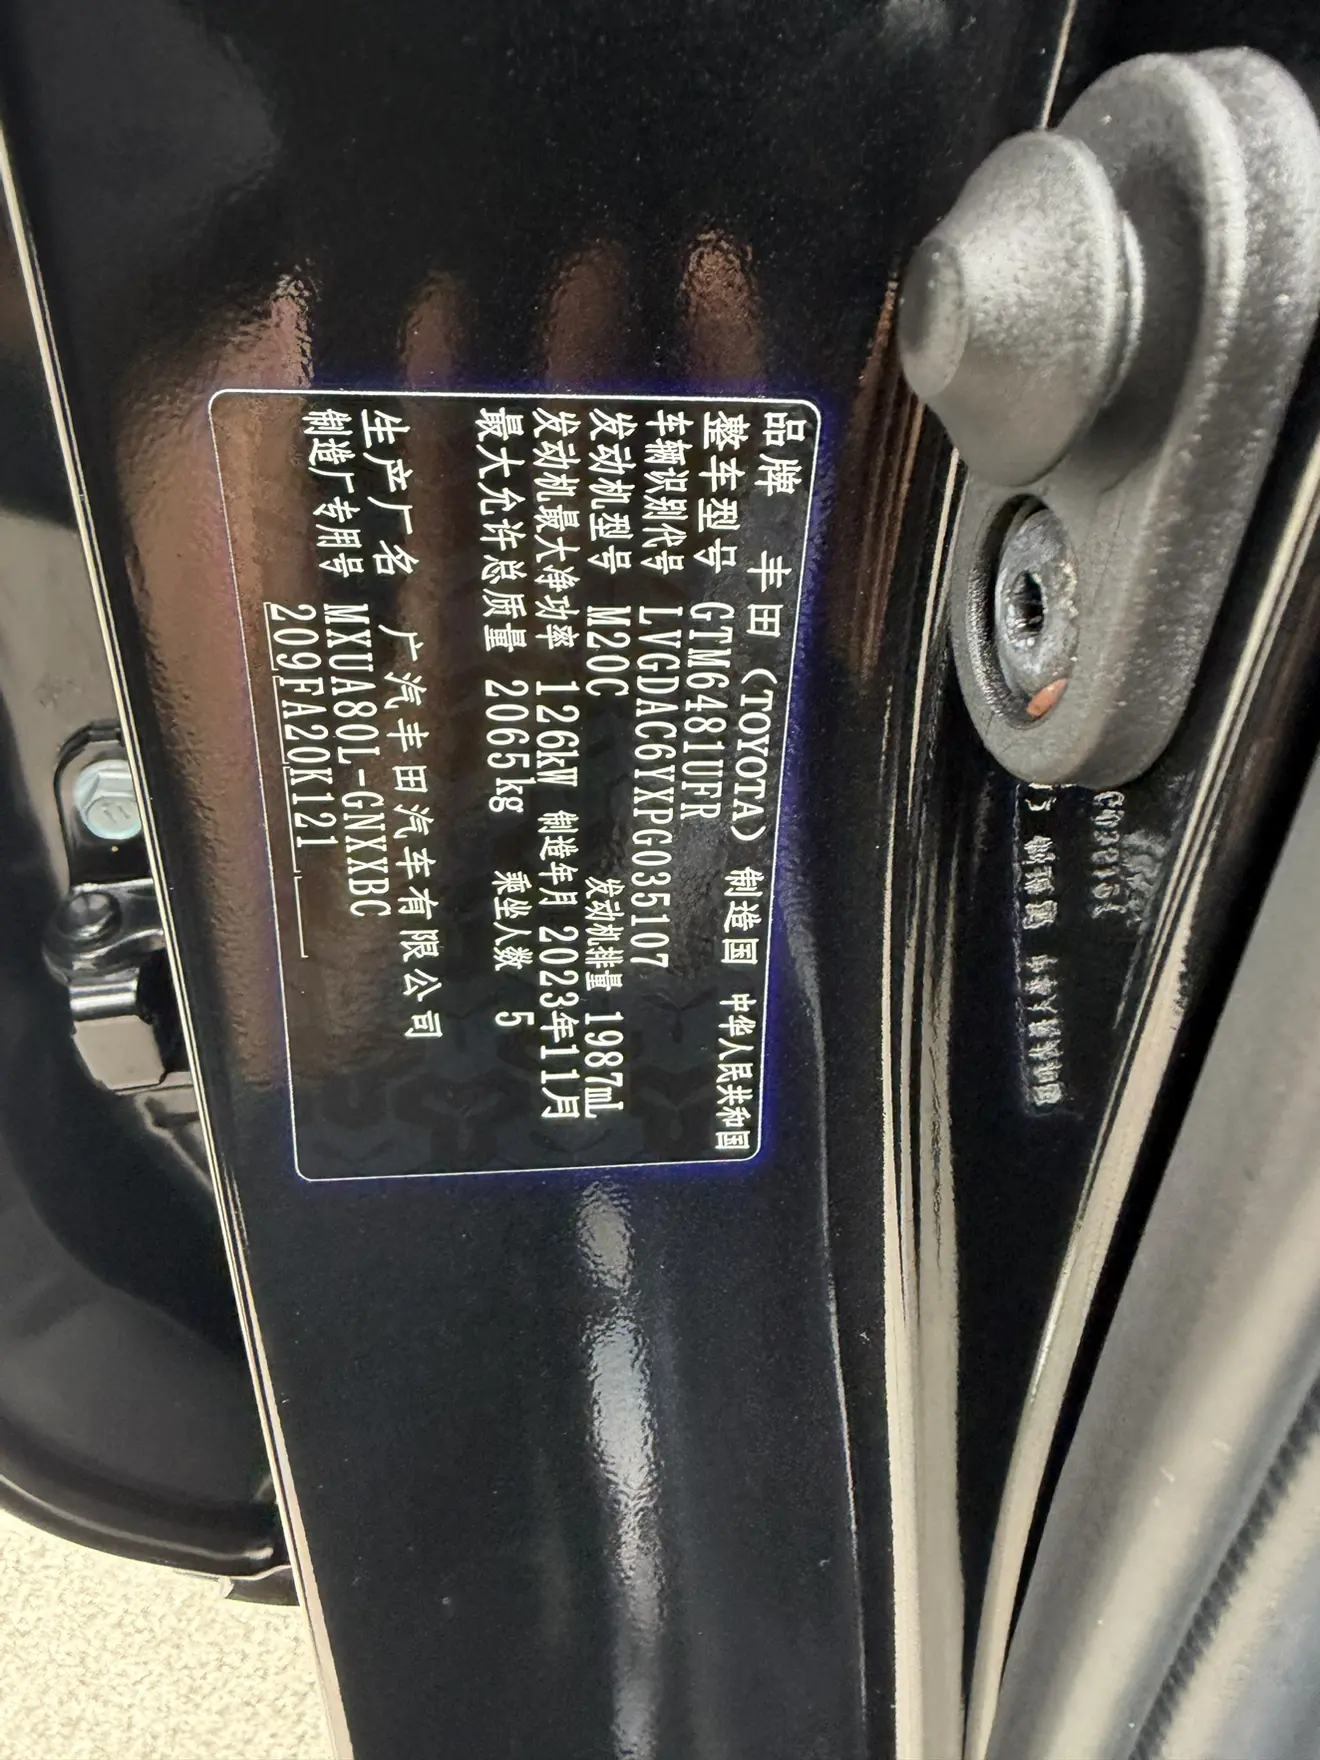 品牌 丰田（TOYOTA） 制造国 中华人民共和国
整车型号 GTM6481UFR
车辆识别代号 LVGDAC6YXPG035107
发动机型号 M20C 发动机排量 1987mL
发动机最大净功率 126kW 制造年月 2023年11月
最大允许总质量 2065kg 乘坐人数 5
生产厂名 广汽丰田汽车有限公司
制造厂专用号 MXUA80L-GNXXBC
209FA20K121